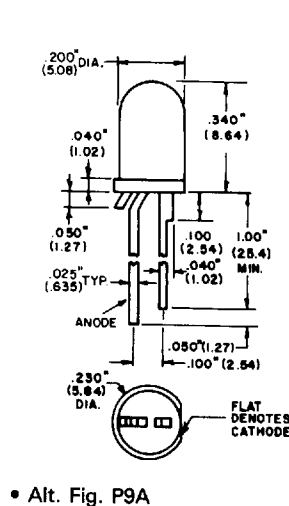 .200" DIA.
(5.08)
.340"
(8.64)
.040"
(1.02)
.050"
(1.27)
.100
(2.54)
1.00"
(25.4)
MIN.
.025" TYP.
(.635)
.040"
(1.02)
ANODE
.050"(1.27)
.100" (2.54)
.230"
(5.84)
DIA.
FLAT
DENOTES
CATHODE
• Alt. Fig. P9A